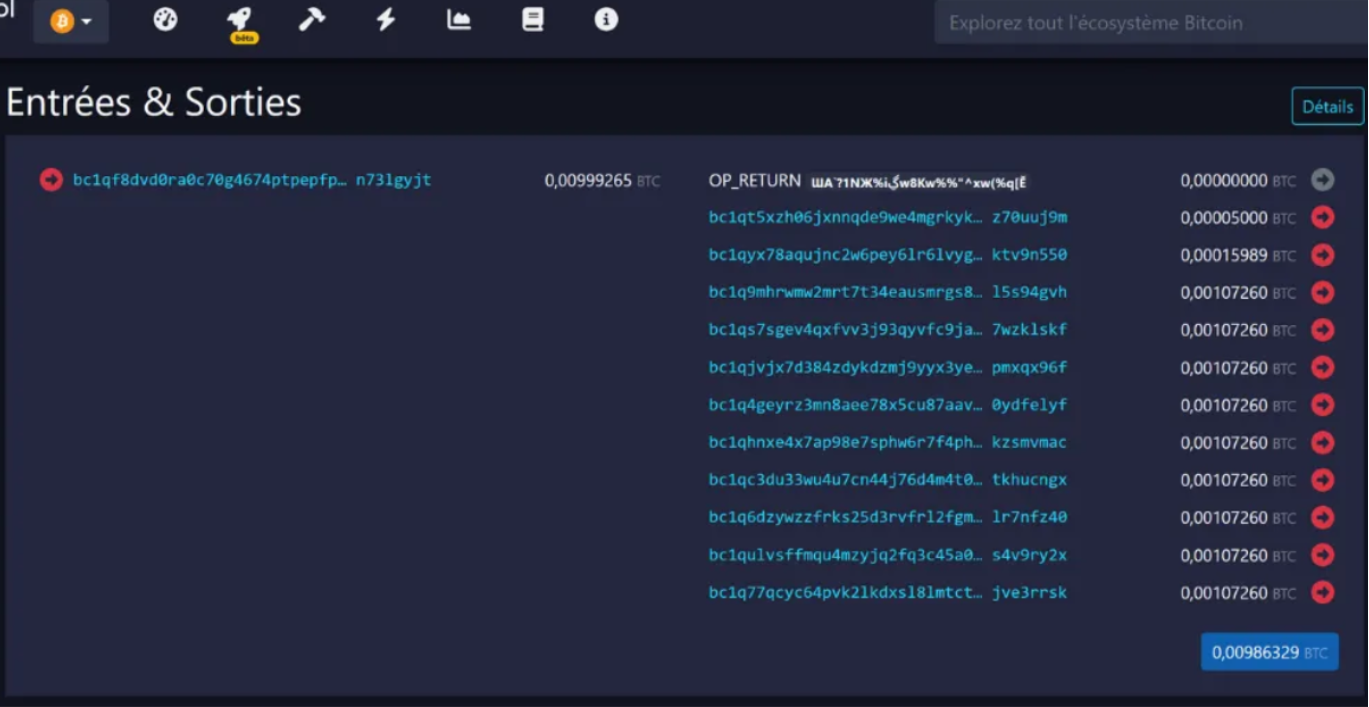 bêta
Explorez tout l'écosystème Bitcoin
Entrées & Sorties
Détails
bc1qf8dvd0ra0c70g4674ptpepfp… n73lgyjt 0,00999265 BTC
OP_RETURN 0,00000000 BTC
bc1qt5xzh06jxnnqde9we4mgrkyk… z70uuj9m 0,00005000 BTC
bc1qyx78aqujnc2w6pey6lr6lvyg… ktv9n550 0,00015989 BTC
bc1q9mhrwmw2mrt7t34eausmrgs8… l5s94gvh 0,00107260 BTC
bc1qs7sgev4qxfvv3j93qyvfc9ja… 7wzklskf 0,00107260 BTC
bc1qjvjx7d384zdykdzmj9yyx3ye… pmxqx96f 0,00107260 BTC
bc1q4geyrz3mn8aee78x5cu87aav… 0ydfelyf 0,00107260 BTC
bc1qhnxe4x7ap98e7sphw6r7f4ph… kzsmvmac 0,00107260 BTC
bc1qc3du33wu4u7cn44j76d4m4t0… tkhucngx 0,00107260 BTC
bc1q6dzywzzfrks25d3rvfrl2fgm… lr7nfz40 0,00107260 BTC
bc1qulvsffmqu4mzyjq2fq3c45a0… s4v9ry2x 0,00107260 BTC
bc1q77qcyc64pvk2lkdxsl8lmtct… jve3rrsk 0,00107260 BTC
0,00986329 BTC